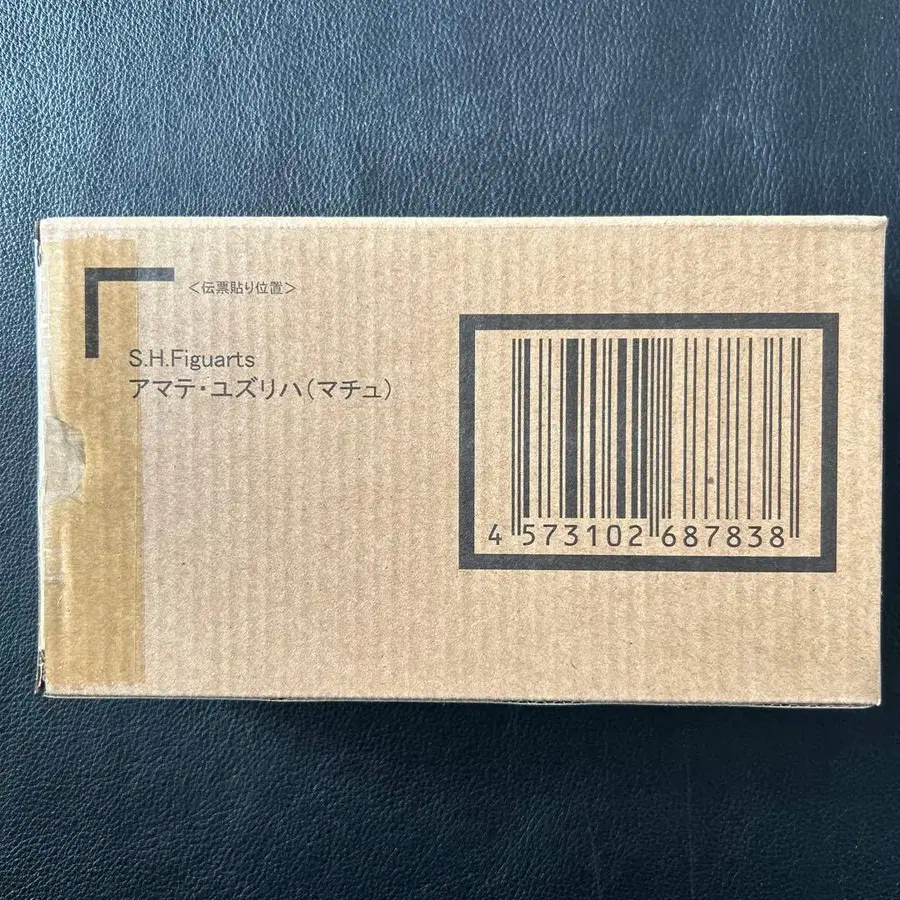 <伝票貼り位置>
S.H.Figuarts
アマテ・ユズリハ(マチュ)
4 573102 687838